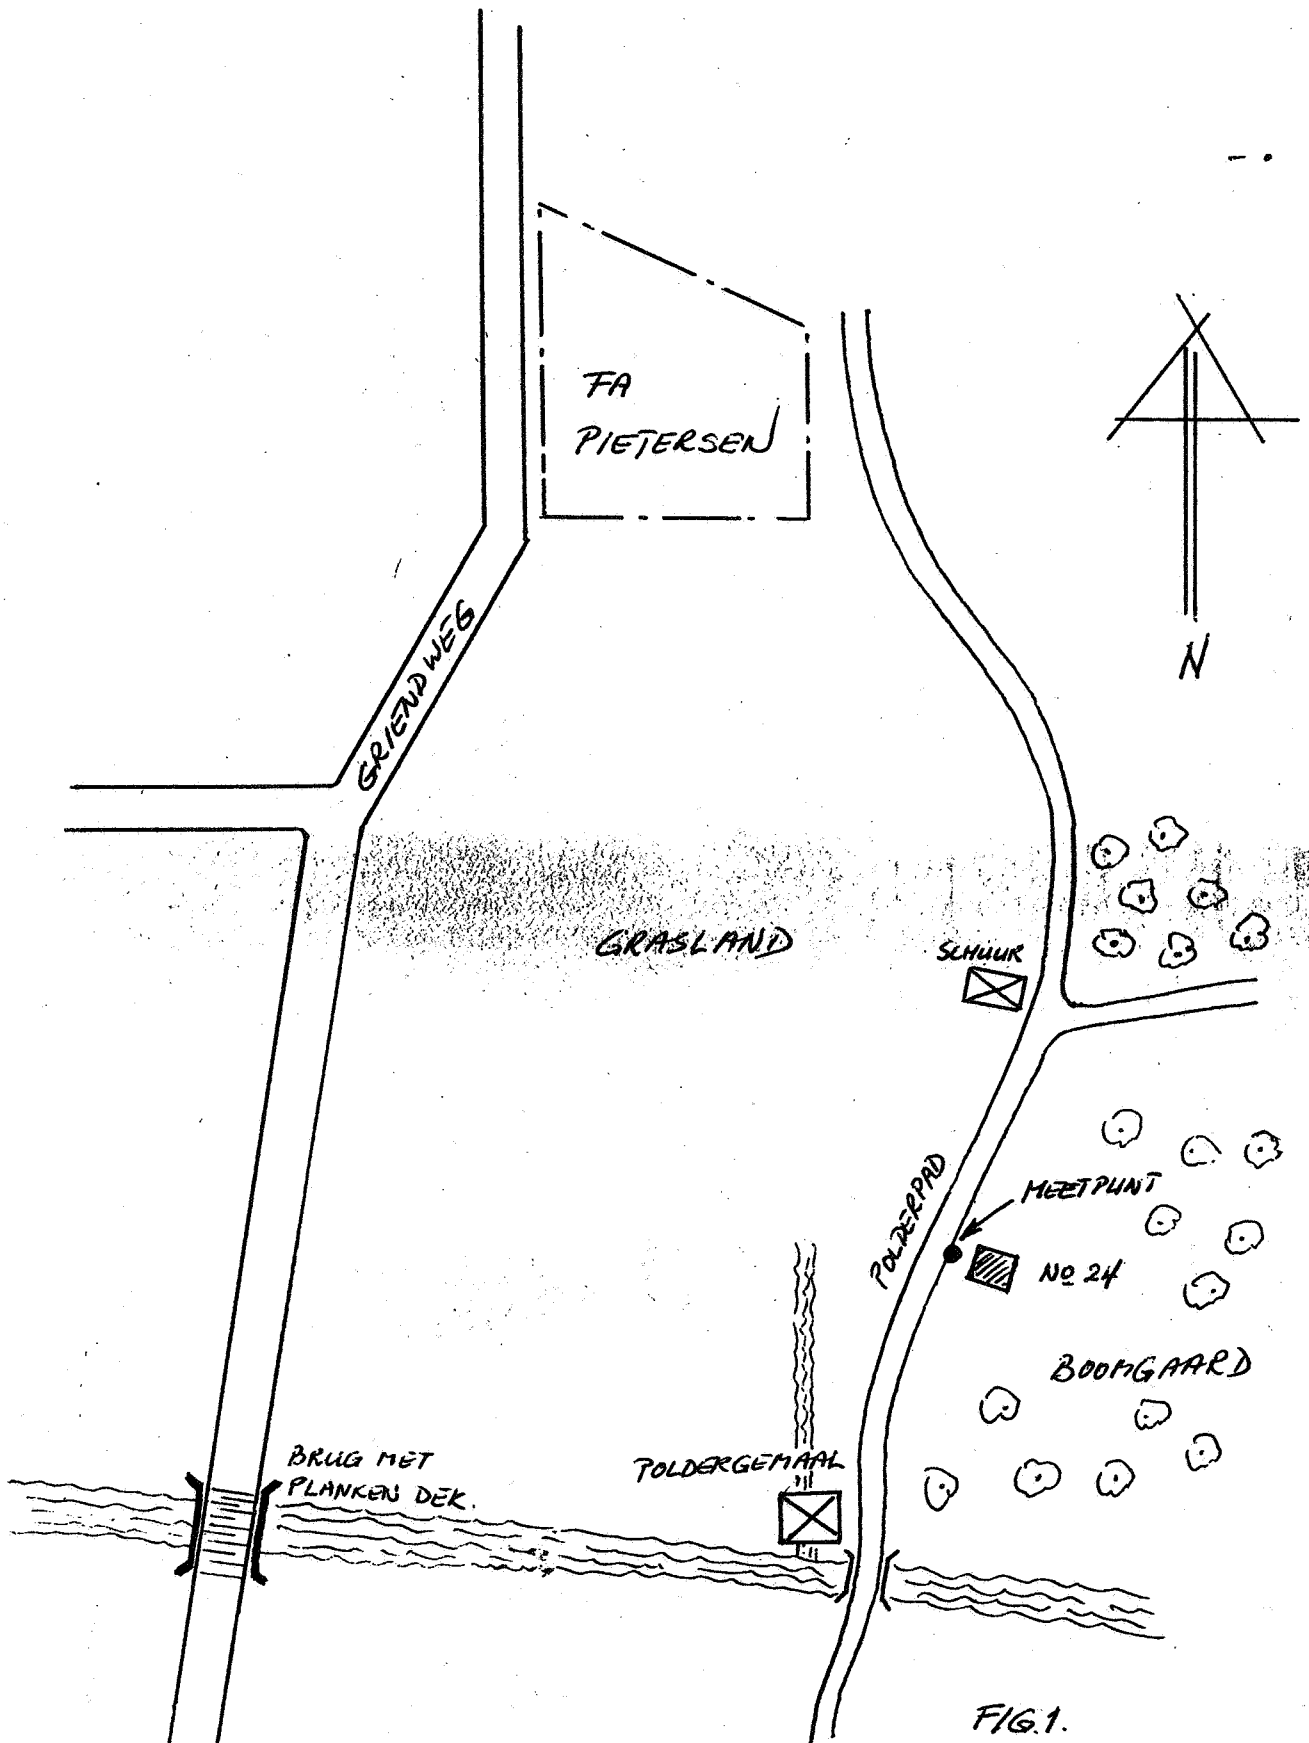 FA
PIETERSEN
N
GRIENDWEG
GRASLAND
SCHUUR
POLDERPAD
MEETPUNT
No 24
BOOMGAARD
BRUG MET
PLANKEN DEK.
POLDERGEMAAL
FIG.1.